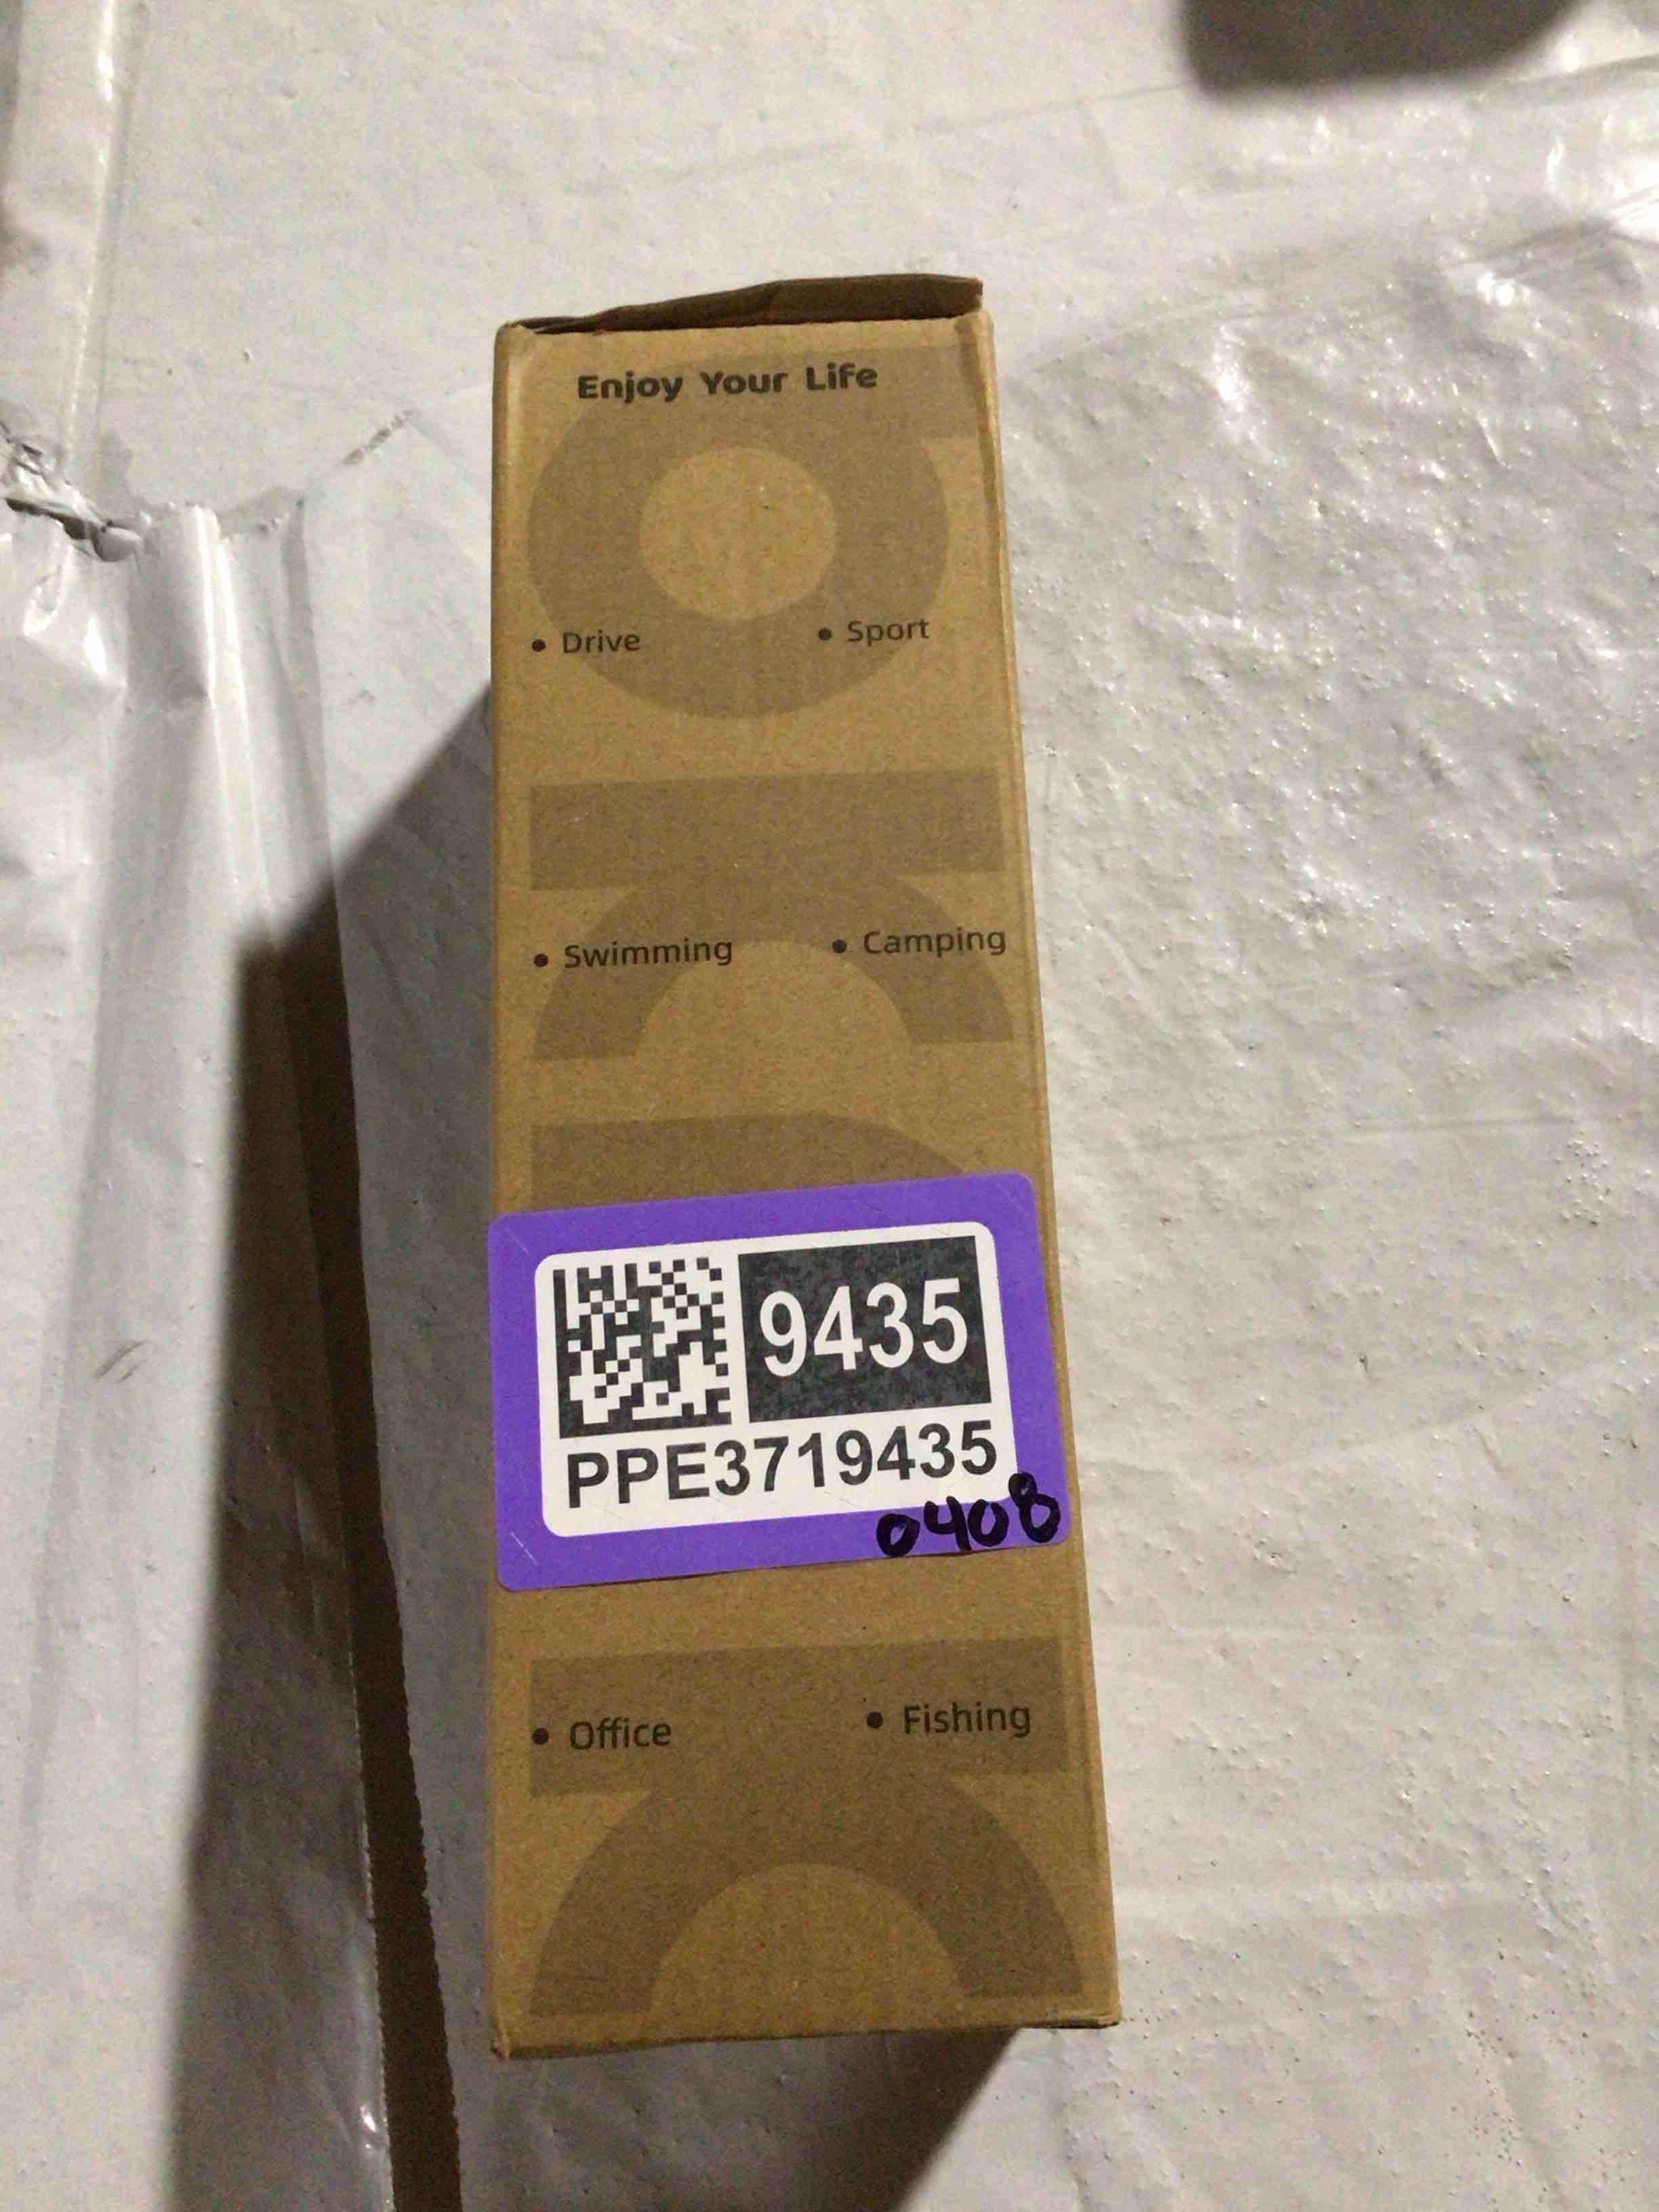 Enjoy Your Life
• Drive • Sport
• Swimming • Camping
9435
PPE3719435
0408
• Office • Fishing